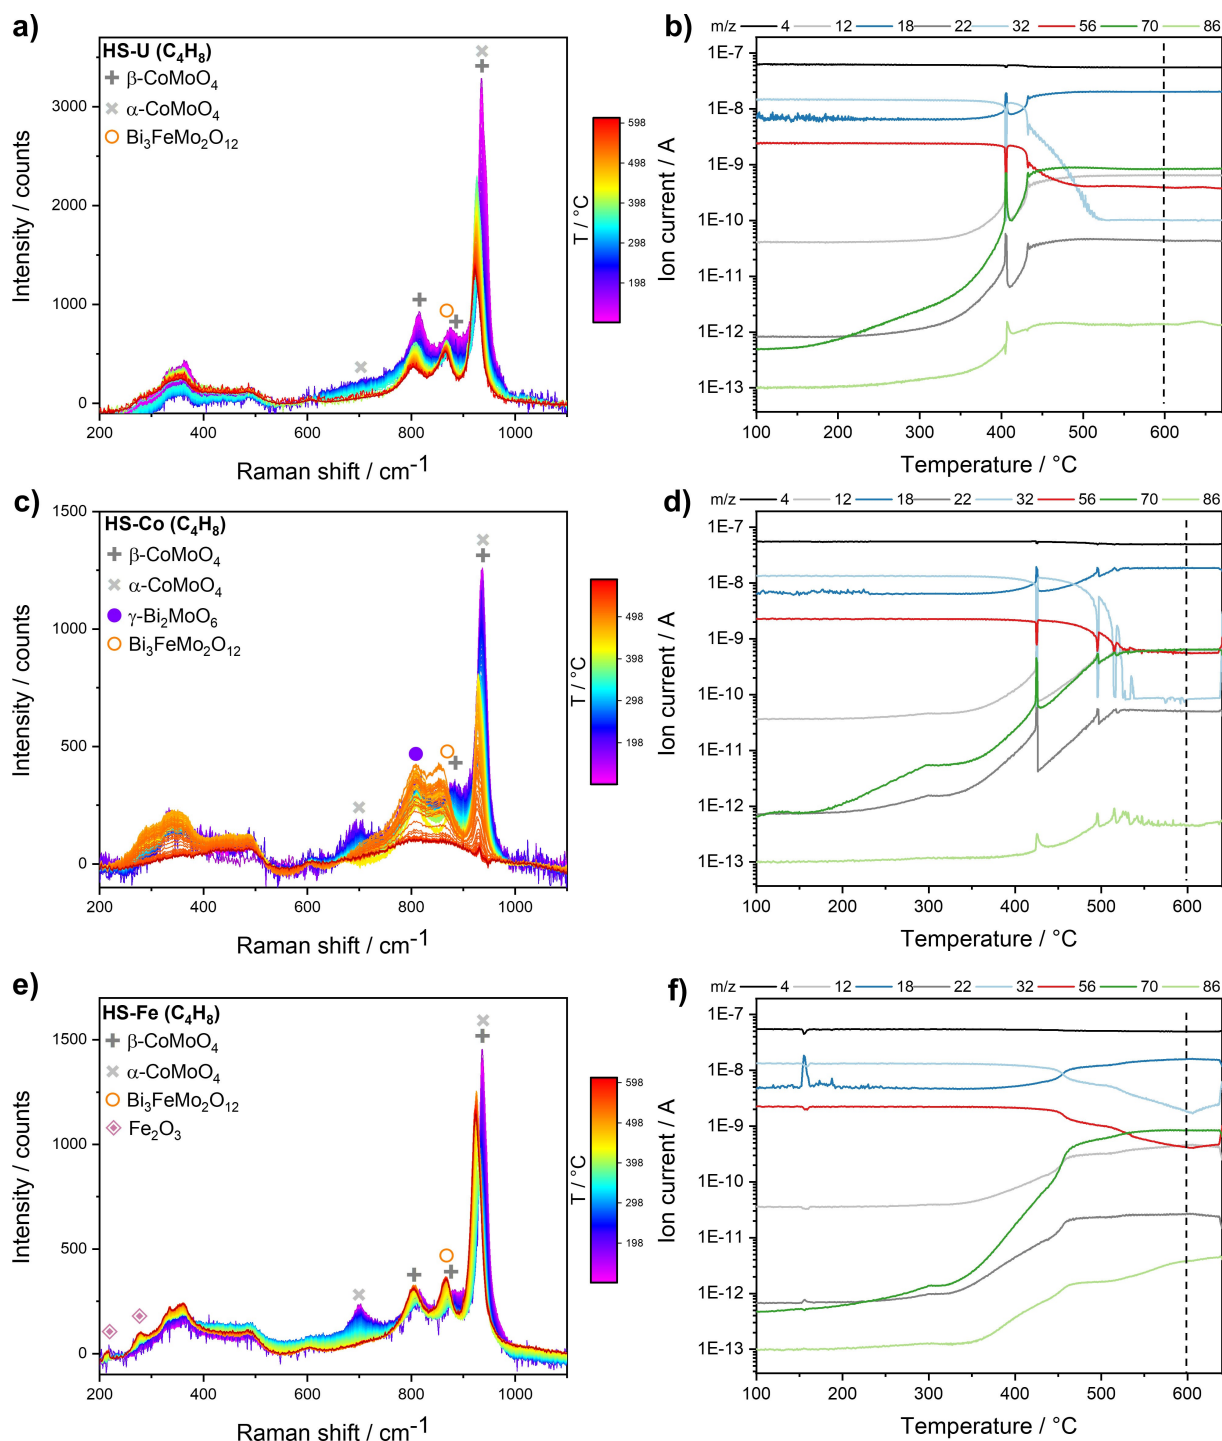 a)
HS-U (C4H8)
β-CoMoO4
α-CoMoO4
Bi3FeMo2O12
3000
2000
1000
0
200 400 600 800 1000
Intensity / counts
Raman shift / cm-1
T / °C
598
498
398
298
198
b)
m/z 4 12 18 22 32 56 70 86
1E-7
1E-8
1E-9
1E-10
1E-11
1E-12
1E-13
100 200 300 400 500 600
Ion current / A
Temperature / °C
c)
HS-Co (C4H8)
β-CoMoO4
α-CoMoO4
γ-Bi2MoO6
Bi3FeMo2O12
1500
1000
500
0
200 400 600 800 1000
Intensity / counts
Raman shift / cm-1
T / °C
498
398
298
198
d)
m/z 4 12 18 22 32 56 70 86
1E-7
1E-8
1E-9
1E-10
1E-11
1E-12
1E-13
100 200 300 400 500 600
Ion current / A
Temperature / °C
e)
HS-Fe (C4H8)
β-CoMoO4
α-CoMoO4
Bi3FeMo2O12
Fe2O3
1500
1000
500
0
200 400 600 800 1000
Intensity / counts
Raman shift / cm-1
T / °C
598
498
398
298
198
f)
m/z 4 12 18 22 32 56 70 86
1E-7
1E-8
1E-9
1E-10
1E-11
1E-12
1E-13
100 200 300 400 500 600
Ion current / A
Temperature / °C